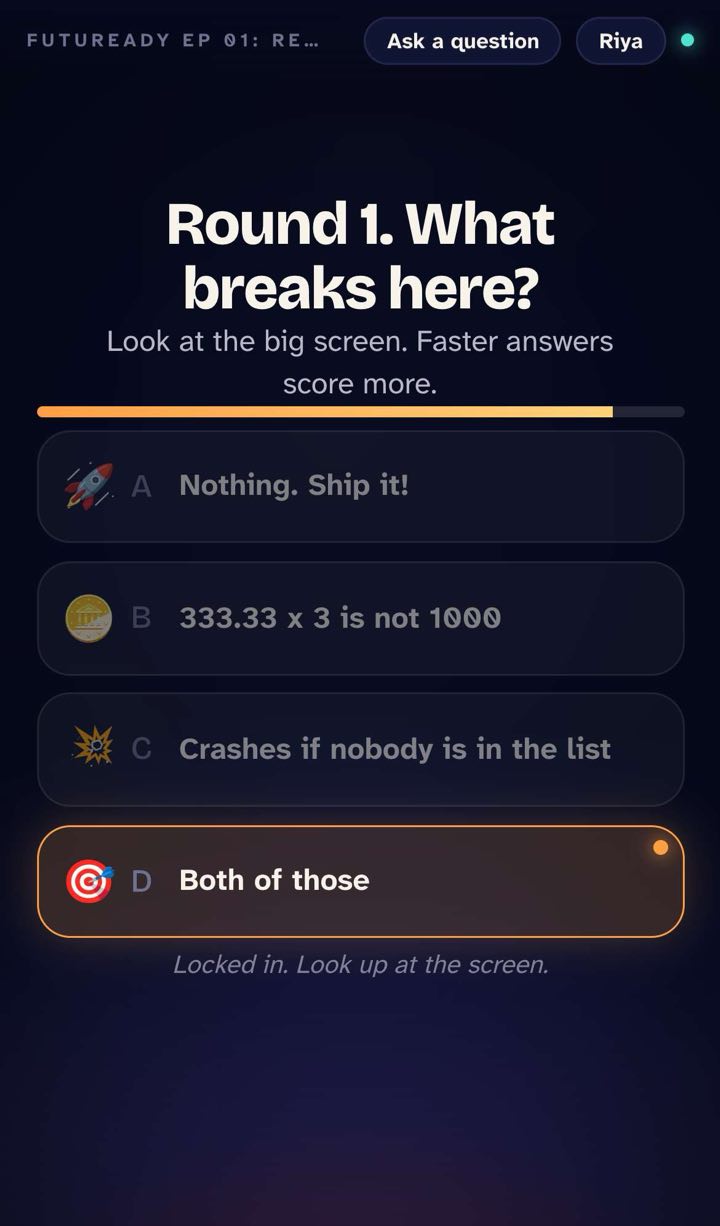 FUTUREADY EP 01: RE…
Ask a question
Riya
Round 1. What
breaks here?
Look at the big screen. Faster answers
score more.
A Nothing. Ship it!
B 333.33 x 3 is not 1000
C Crashes if nobody is in the list
D Both of those
Locked in. Look up at the screen.